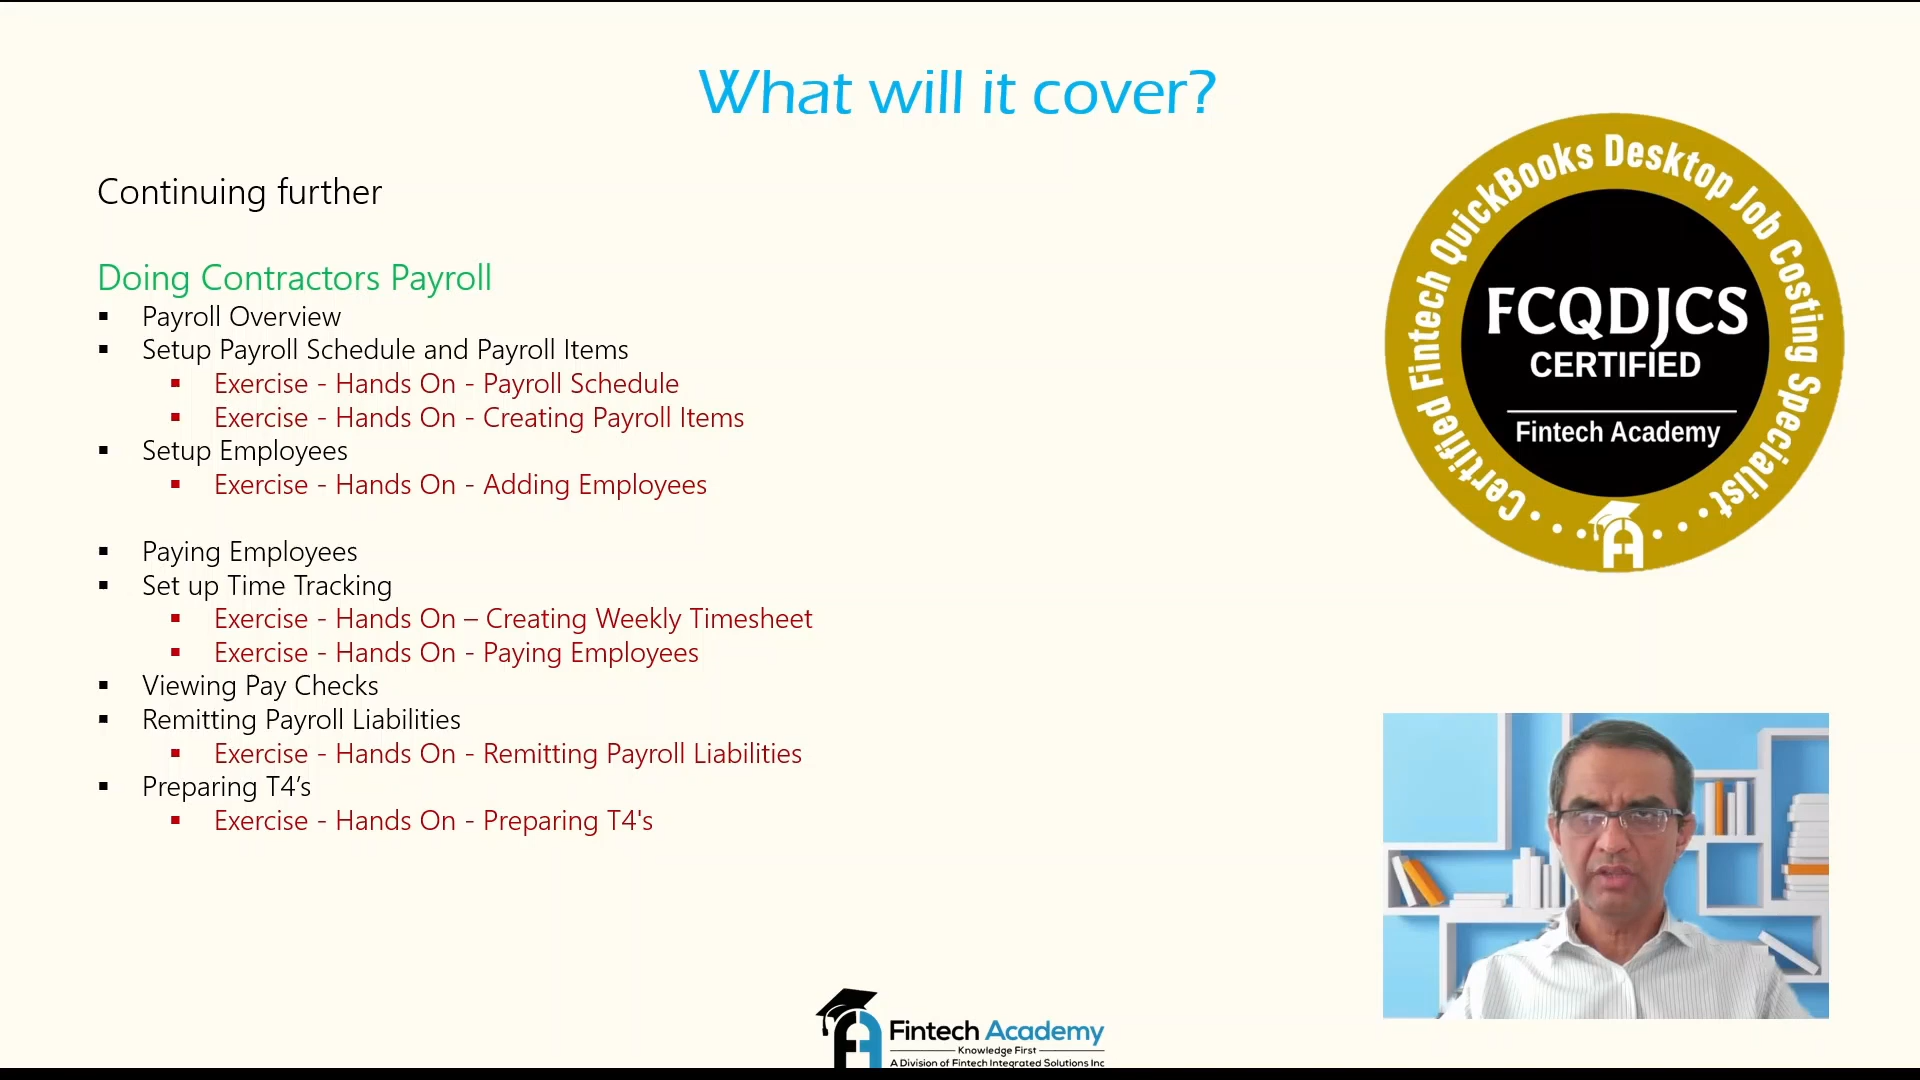 What will it cover?
Continuing further
Doing Contractors Payroll
▪ Payroll Overview
▪ Setup Payroll Schedule and Payroll Items
▪ Exercise - Hands On - Payroll Schedule
▪ Exercise - Hands On - Creating Payroll Items
▪ Setup Employees
▪ Exercise - Hands On - Adding Employees
▪ Paying Employees
▪ Set up Time Tracking
▪ Exercise - Hands On – Creating Weekly Timesheet
▪ Exercise - Hands On - Paying Employees
▪ Viewing Pay Checks
▪ Remitting Payroll Liabilities
▪ Exercise - Hands On - Remitting Payroll Liabilities
▪ Preparing T4’s
▪ Exercise - Hands On - Preparing T4's
Certified Fintech QuickBooks Desktop Job Costing Specialist
FCQDJCS
CERTIFIED
Fintech Academy
Fintech Academy
Knowledge First
A Division of Fintech Integrated Solutions Inc